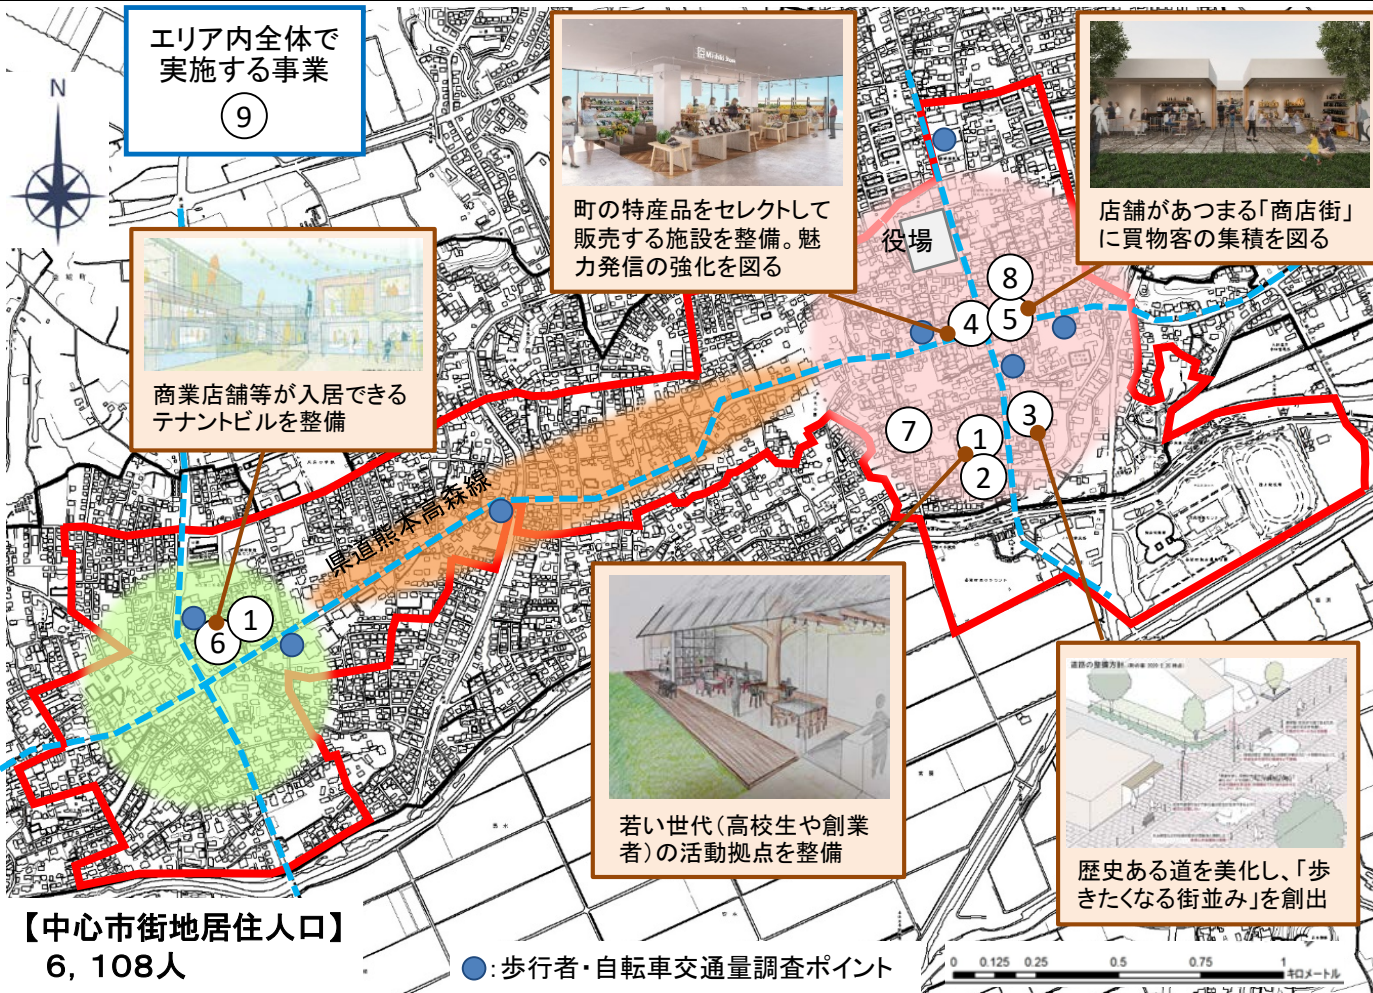 エリア内全体で
実施する事業
⑨
N
町の特産品をセレクトして
販売する施設を整備。魅
力発信の強化を図る
店舗があつまる「商店街」
に買物客の集積を図る
役場
商業店舗等が入居できる
テナントビルを整備
8
4
5
7
1
3
2
県道熊本高森線
6
1
若い世代(高校生や創業
者)の活動拠点を整備
道路の整備方針
歴史ある道を美化し、「歩
きたくなる街並み」を創出
【中心市街地居住人口】
6,108人
:歩行者・自転車交通量調査ポイント
0 0.125 0.25 0.5 0.75 1
キロメートル